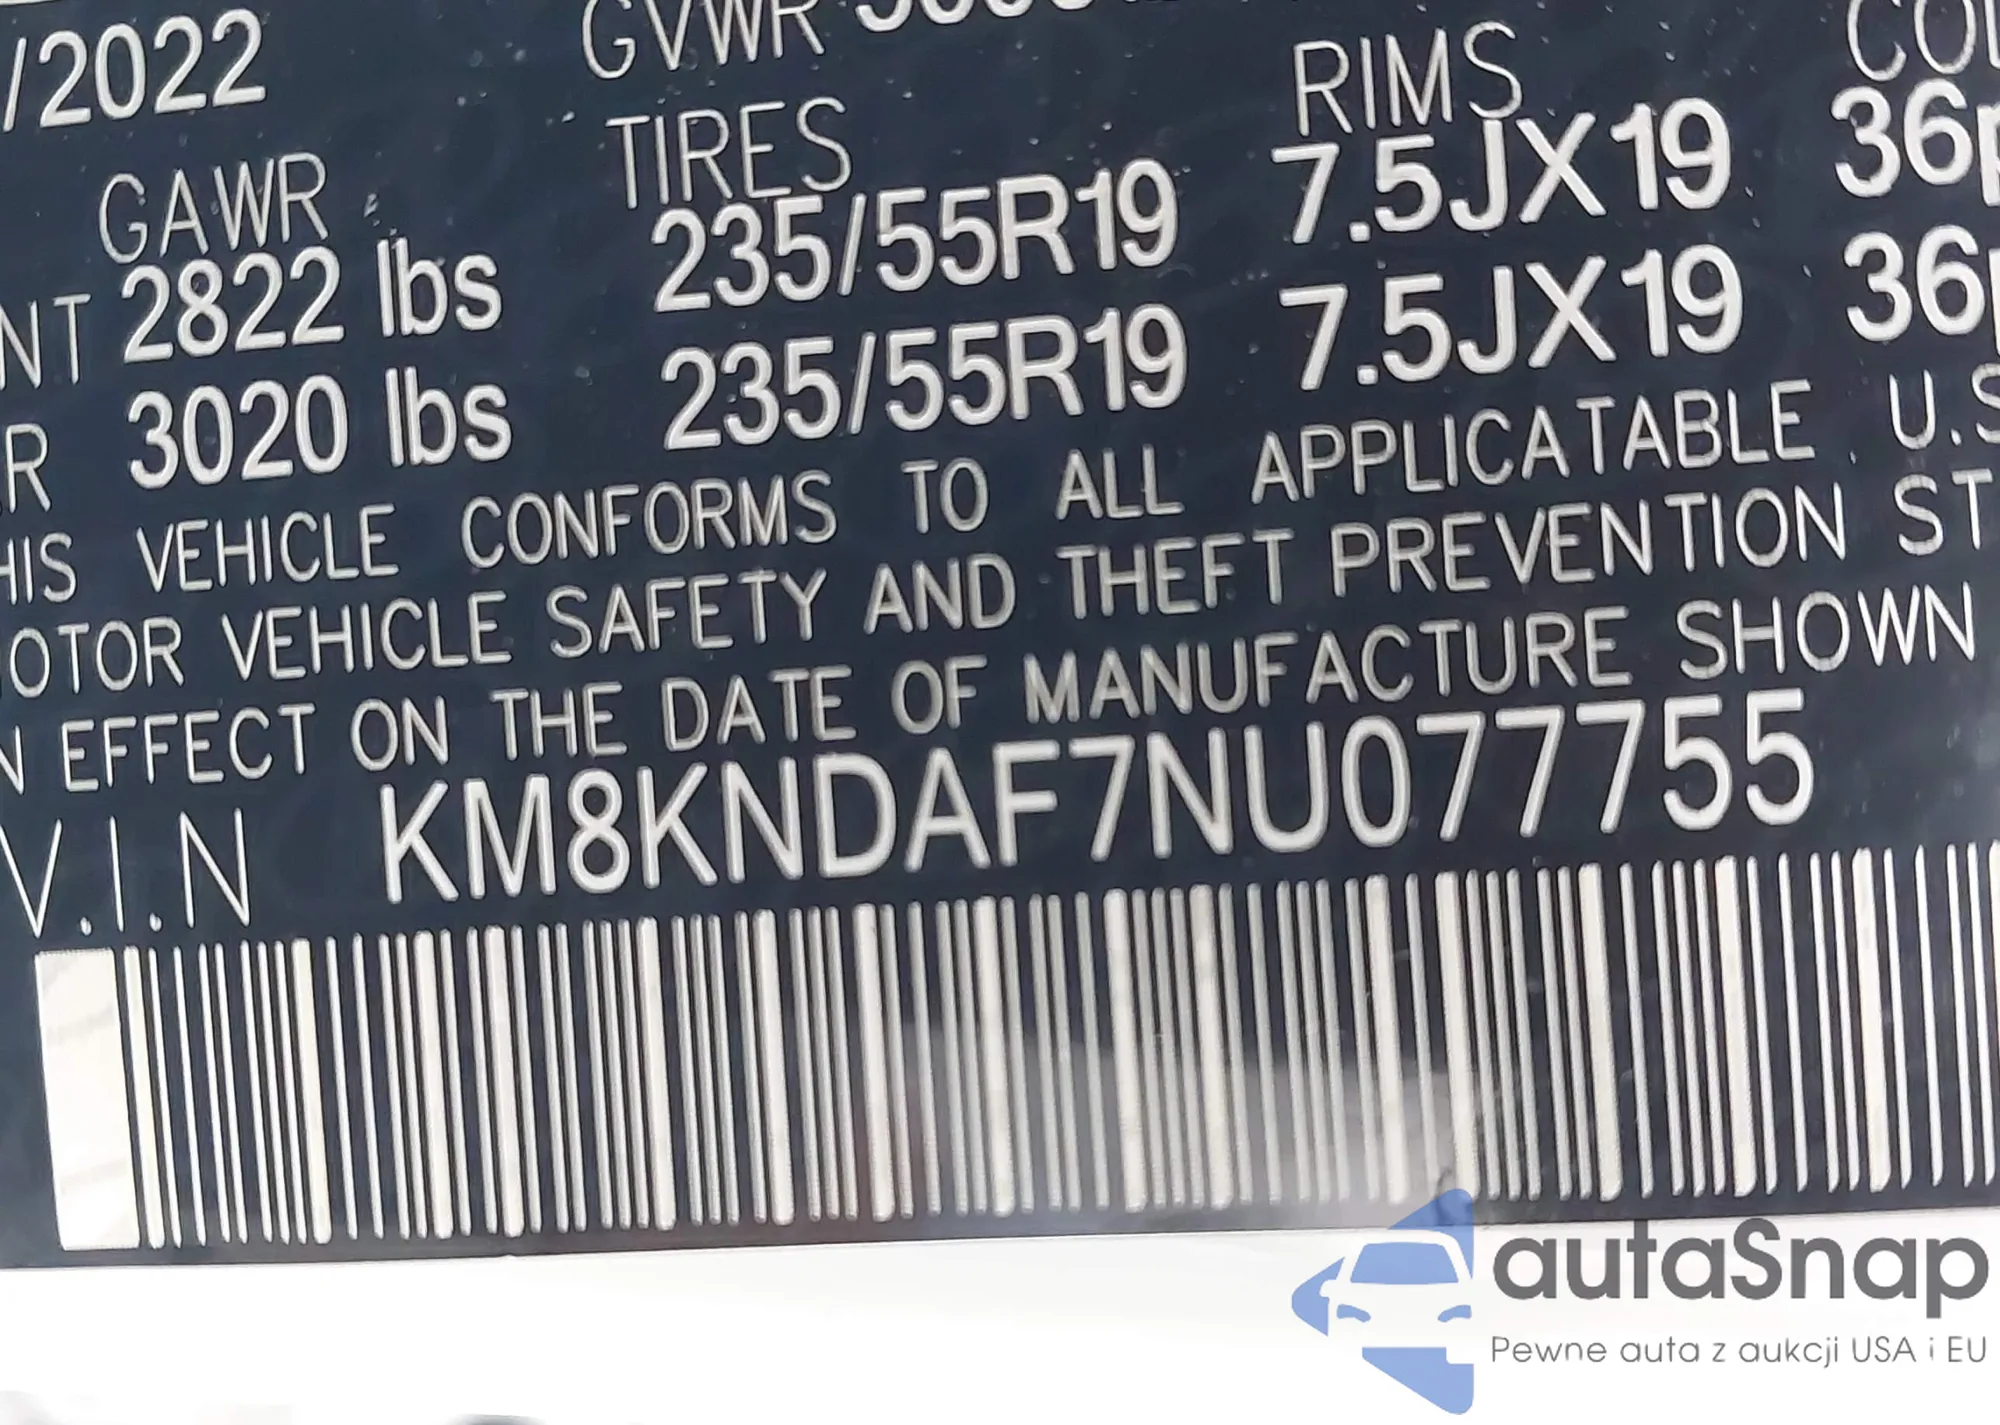 /2022 GVWR
GAWR TIRES RIMS
NT 2822 lbs 235/55R19 7.5JX19
R 3020 lbs 235/55R19 7.5JX19
HIS VEHICLE CONFORMS TO ALL APPLICATABLE U.S
OTOR VEHICLE SAFETY AND THEFT PREVENTION ST
N EFFECT ON THE DATE OF MANUFACTURE SHOWN
V.I.N KM8KNDAF7NU077755
autaSnap
Pewne auta z aukcji USA i EU